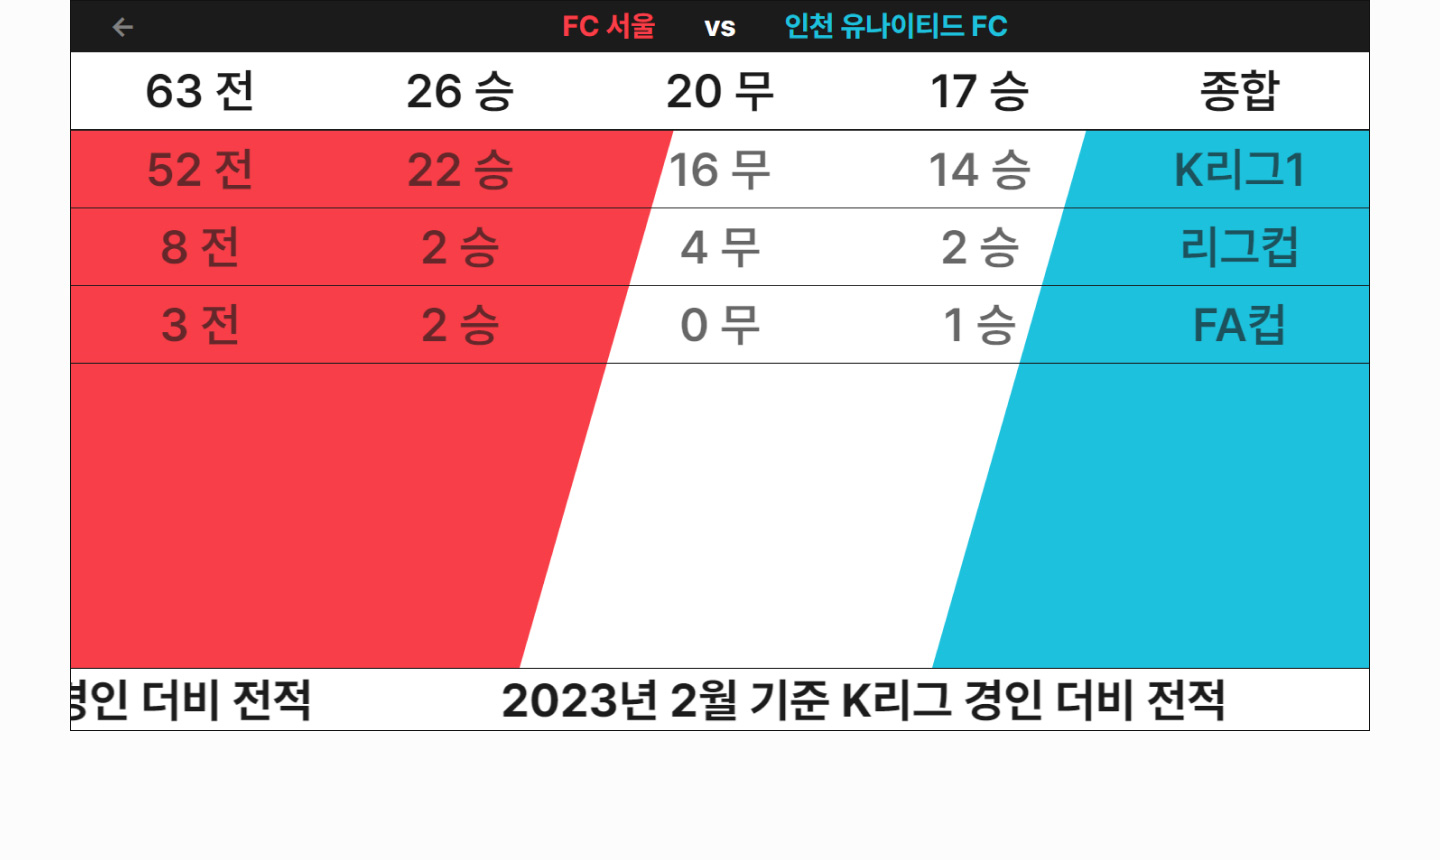 ← FC 서울 vs 인천 유나이티드 FC
63 전 26 승 20 무 17 승 종합
52 전 22 승 16 무 14 승 K리그1
8 전 2 승 4 무 2 승 리그컵
3 전 2 승 0 무 1 승 FA컵
경인 더비 전적 2023년 2월 기준 K리그 경인 더비 전적